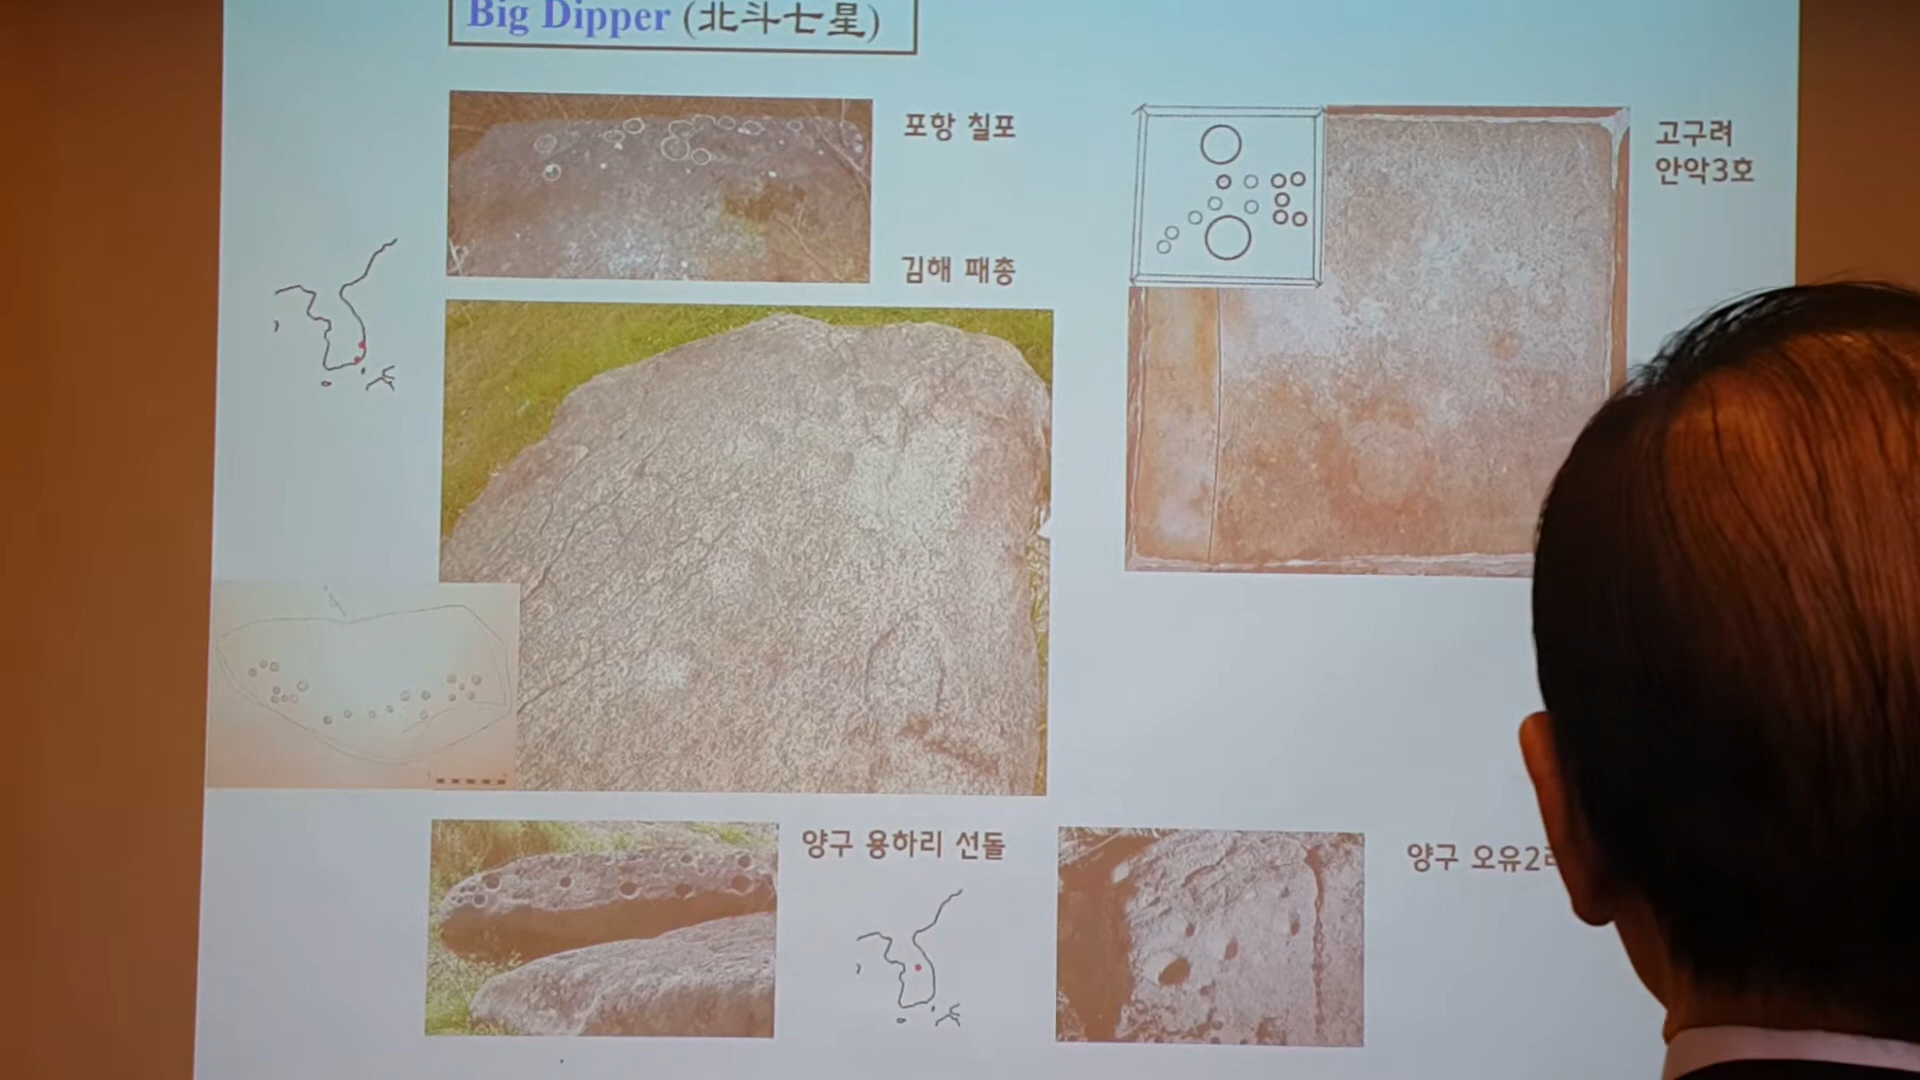 Big Dipper (北斗七星)
포항 칠포
김해 패총
고구려
안악3호
양구 용하리 선돌
양구 오유2